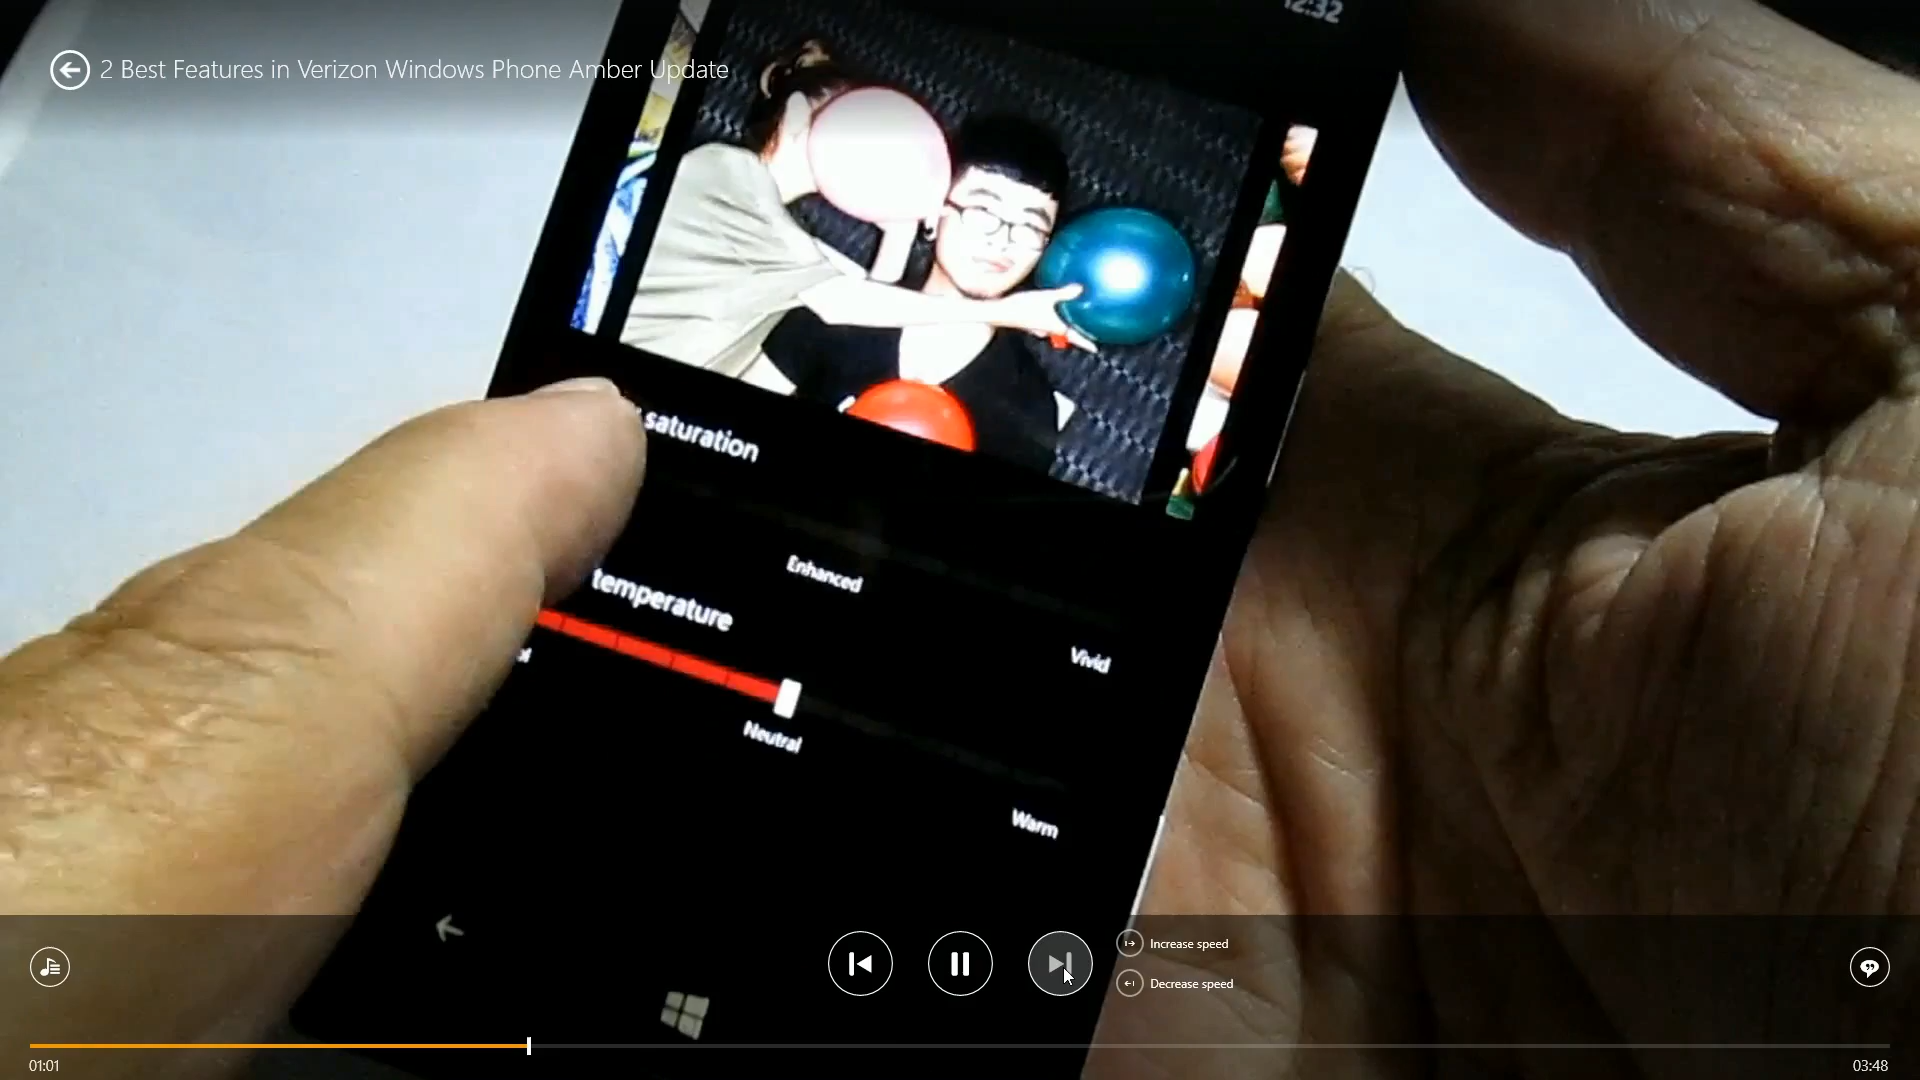 12:32
2 Best Features in Verizon Windows Phone Amber Update
saturation
Enhanced
temperature
Vivid
Neutral
Warm
Increase speed
Decrease speed
01:01
03:48